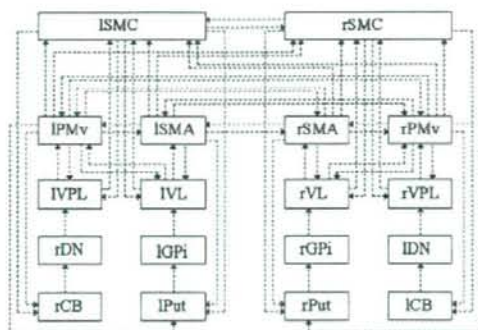 lSMC rSMC
lPMv lSMA rSMA rPMv
lVPL lVL rVL rVPL
rDN lGPi rGPi lDN
rCB lPut rPut lCB